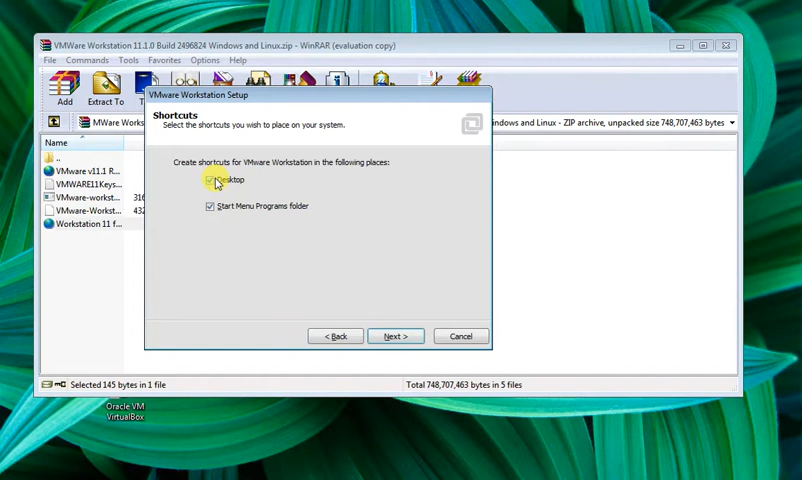 VMWare Workstation 11.1.0 Build 2496824 Windows and Linux.zip - WinRAR (evaluation copy)
File Commands Tools Favorites Options Help
Add Extract To
VMware Workstation Setup
Shortcuts
Select the shortcuts you wish to place on your system.
MWare Works
indows and Linux - ZIP archive, unpacked size 748,707,463 bytes
Name
..
VMware v11.1 R...
VMWARE11Keys...
VMware-workst... 316
VMware-Workst... 432
Workstation 11 f...
Create shortcuts for VMware Workstation in the following places:
Desktop
Start Menu Programs folder
< Back Next > Cancel
Selected 145 bytes in 1 file
Total 748,707,463 bytes in 5 files
Oracle VM
VirtualBox